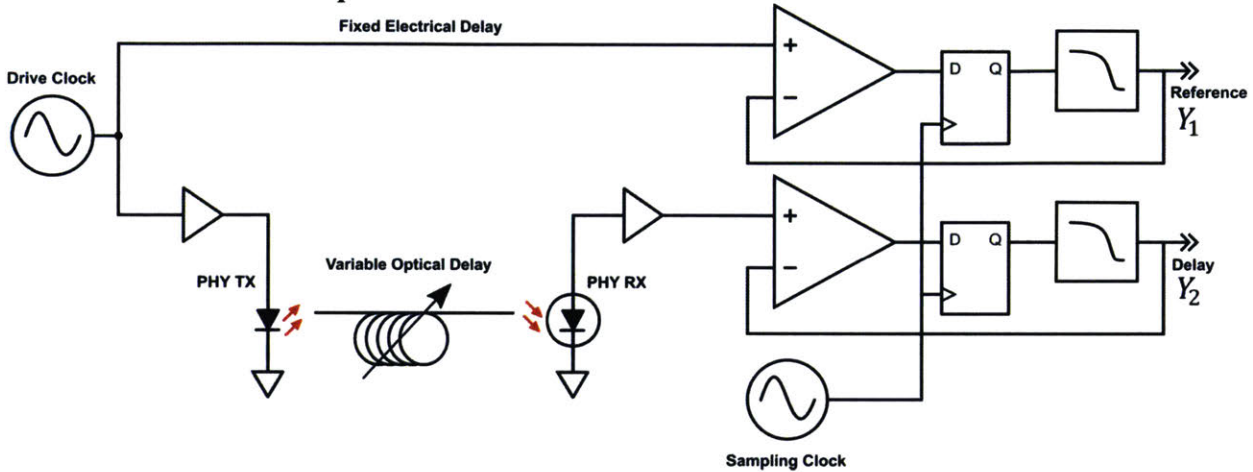 Fixed Electrical Delay
Drive Clock
+
−
D Q
Reference
Y₁
PHY TX
Variable Optical Delay
PHY RX
+
−
D Q
Delay
Y₂
Sampling Clock